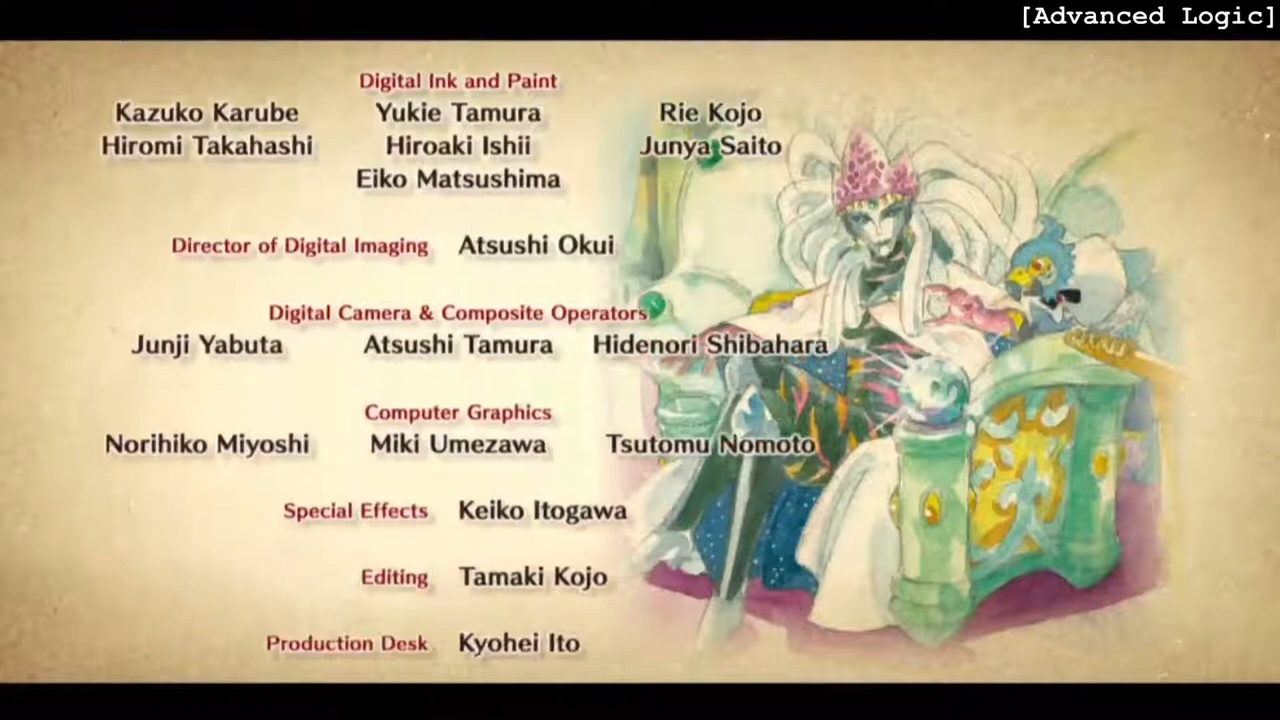 [Advanced Logic]
Digital Ink and Paint
Kazuko Karube Yukie Tamura Rie Kojo
Hiromi Takahashi Hiroaki Ishii Junya Saito
Eiko Matsushima
Director of Digital Imaging Atsushi Okui
Digital Camera & Composite Operators
Junji Yabuta Atsushi Tamura Hidenori Shibahara
Computer Graphics
Norihiko Miyoshi Miki Umezawa Tsutomu Nomoto
Special Effects Keiko Itogawa
Editing Tamaki Kojo
Production Desk Kyohei Ito